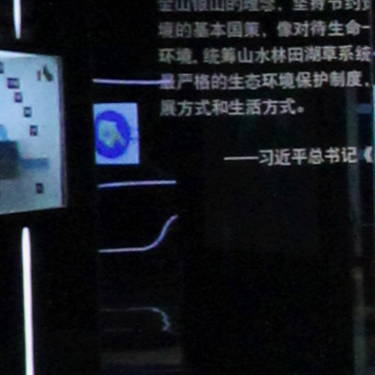 金山银山的理念，坚持节约资
境的基本国策，像对待生命一
环境，统筹山水林田湖草系统
最严格的生态环境保护制度，
展方式和生活方式。
——习近平总书记《